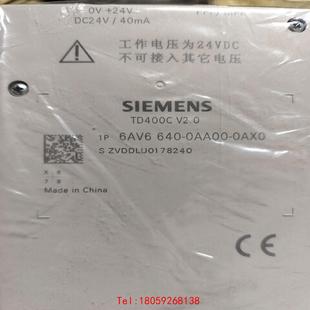 0V +24V
DC24V / 40mA
工作电压为24VDC
不可接入其它电压
SIEMENS
TD400C V2.0
1P 6AV6 640-0AA00-0AX0
S ZVDDLU0178240
Made in China
CE
Tel:18059268138